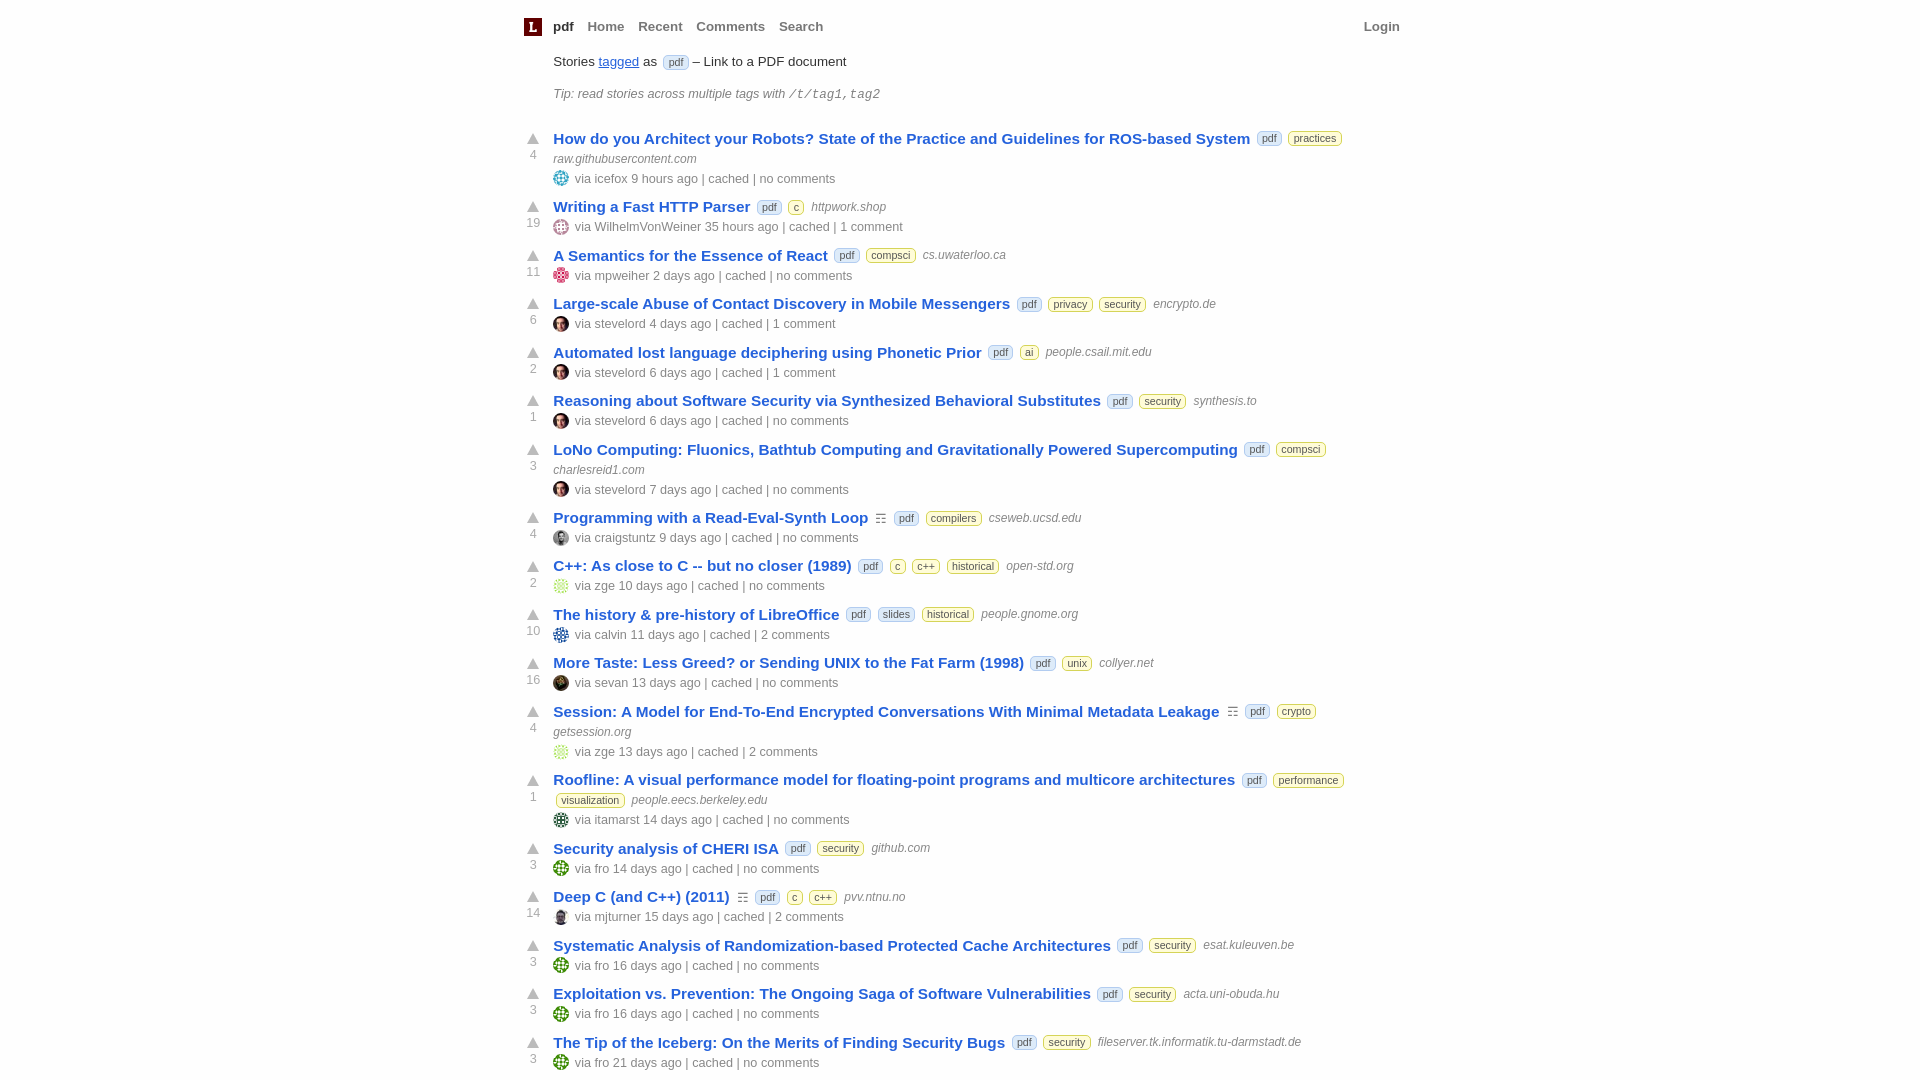 L pdf Home Recent Comments Search Login
Stories tagged as pdf – Link to a PDF document
Tip: read stories across multiple tags with /t/tag1,tag2
How do you Architect your Robots? State of the Practice and Guidelines for ROS-based System pdf practices
4 raw.githubusercontent.com
via icefox 9 hours ago | cached | no comments
Writing a Fast HTTP Parser pdf c httpwork.shop
19 via WilhelmVonWeiner 35 hours ago | cached | 1 comment
A Semantics for the Essence of React pdf compsci cs.uwaterloo.ca
11 via mpweiher 2 days ago | cached | no comments
Large-scale Abuse of Contact Discovery in Mobile Messengers pdf privacy security encrypto.de
6 via stevelord 4 days ago | cached | 1 comment
Automated lost language deciphering using Phonetic Prior pdf ai people.csail.mit.edu
2 via stevelord 6 days ago | cached | 1 comment
Reasoning about Software Security via Synthesized Behavioral Substitutes pdf security synthesis.to
1 via stevelord 6 days ago | cached | no comments
LoNo Computing: Fluonics, Bathtub Computing and Gravitationally Powered Supercomputing pdf compsci
3 charlesreid1.com
via stevelord 7 days ago | cached | no comments
Programming with a Read-Eval-Synth Loop ☶ pdf compilers cseweb.ucsd.edu
4 via craigstuntz 9 days ago | cached | no comments
C++: As close to C -- but no closer (1989) pdf c c++ historical open-std.org
2 via zge 10 days ago | cached | no comments
The history & pre-history of LibreOffice pdf slides historical people.gnome.org
10 via calvin 11 days ago | cached | 2 comments
More Taste: Less Greed? or Sending UNIX to the Fat Farm (1998) pdf unix collyer.net
16 via sevan 13 days ago | cached | no comments
Session: A Model for End-To-End Encrypted Conversations With Minimal Metadata Leakage ☶ pdf crypto
4 getsession.org
via zge 13 days ago | cached | 2 comments
Roofline: A visual performance model for floating-point programs and multicore architectures pdf performance
1 visualization people.eecs.berkeley.edu
via itamarst 14 days ago | cached | no comments
Security analysis of CHERI ISA pdf security github.com
3 via fro 14 days ago | cached | no comments
Deep C (and C++) (2011) ☶ pdf c c++ pvv.ntnu.no
14 via mjturner 15 days ago | cached | 2 comments
Systematic Analysis of Randomization-based Protected Cache Architectures pdf security esat.kuleuven.be
3 via fro 16 days ago | cached | no comments
Exploitation vs. Prevention: The Ongoing Saga of Software Vulnerabilities pdf security acta.uni-obuda.hu
3 via fro 16 days ago | cached | no comments
The Tip of the Iceberg: On the Merits of Finding Security Bugs pdf security fileserver.tk.informatik.tu-darmstadt.de
3 via fro 21 days ago | cached | no comments